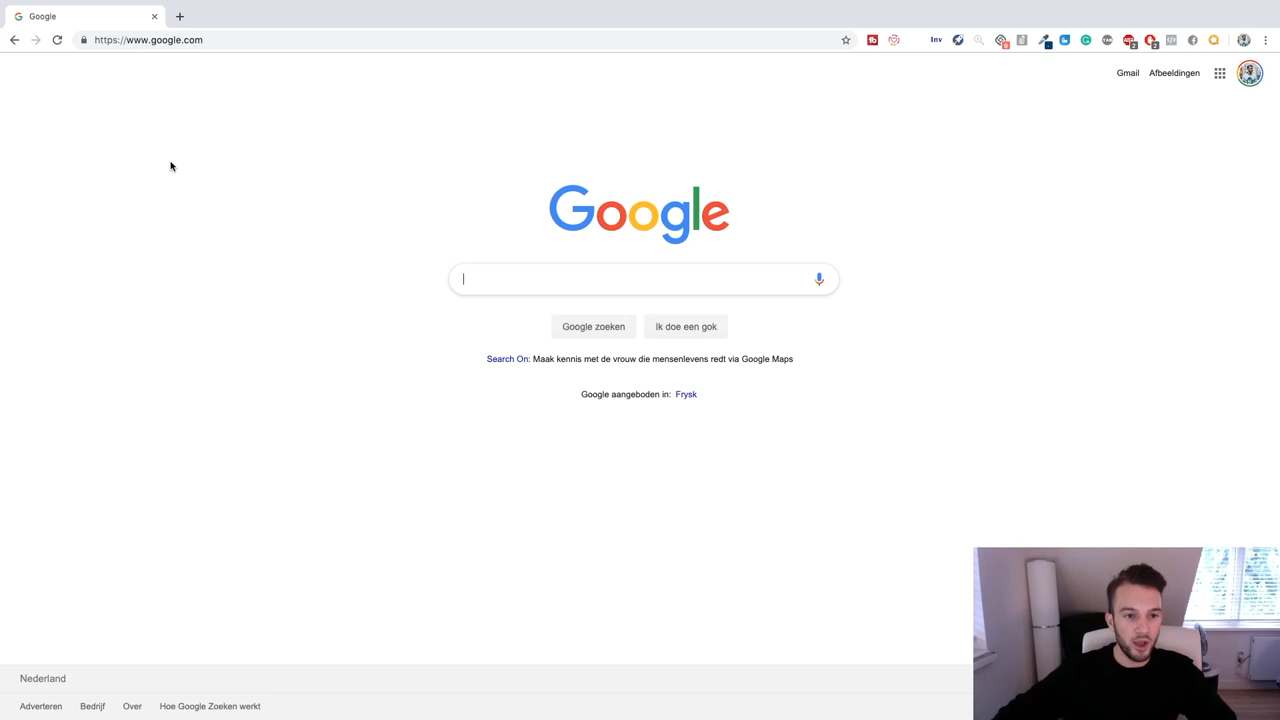 Google
https://www.google.com
Inv
Gmail Afbeeldingen
Google
Google zoeken Ik doe een gok
Search On: Maak kennis met de vrouw die mensenlevens redt via Google Maps
Google aangeboden in: Frysk
Nederland
Adverteren Bedrijf Over Hoe Google Zoeken werkt